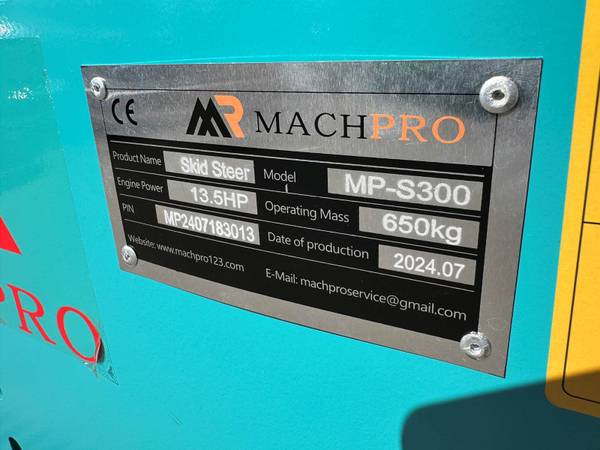 CE MR MACHPRO
Product Name Skid Steer Model MP-S300
Engine Power 13.5HP Operating Mass 650kg
PIN MP2407183013 Date of production 2024.07
Website: www.machpro123.com E-Mail: machproservice@gmail.com
PRO